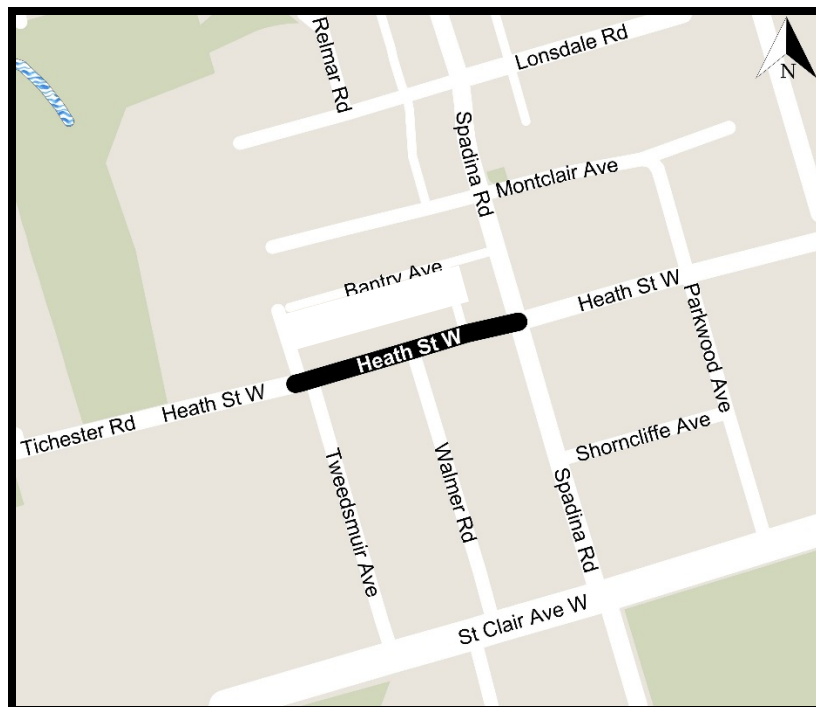 Relmar Rd
Lonsdale Rd
N
Spadina Rd
Montclair Ave
Bantry Ave
Heath St W
Heath St W
Parkwood Ave
Heath St W
Tichester Rd
Shorncliffe Ave
Tweedsmuir Ave
Walmer Rd
Spadina Rd
St Clair Ave W